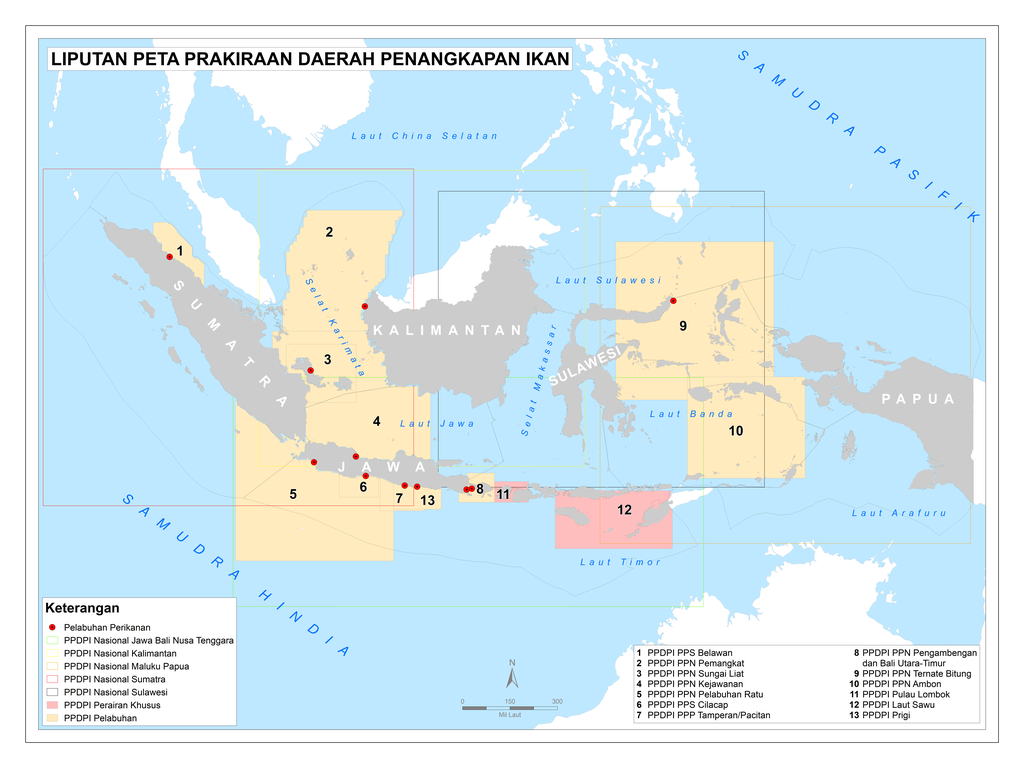 LIPUTAN PETA PRAKIRAAN DAERAH PENANGKAPAN IKAN
SAMUDRA PASIFIK
Laut China Selatan
1
2
Selat Karimata
SUMATRA
KALIMANTAN
Laut Sulawesi
9
3
Selat Makassar
SULAWESI
PAPUA
4
Laut Jawa
Laut Banda
10
JAWA
5
6
7
13
8
11
12
Laut Arafuru
Laut Timor
SAMUDRA HINDIA
Keterangan
Pelabuhan Perikanan
PPDPI Nasional Jawa Bali Nusa Tenggara
PPDPI Nasional Kalimantan
PPDPI Nasional Maluku Papua
PPDPI Nasional Sumatra
PPDPI Nasional Sulawesi
PPDPI Perairan Khusus
PPDPI Pelabuhan
N
0 150 300
Mil Laut
1 PPDPI PPS Belawan
2 PPDPI PPN Pemangkat
3 PPDPI PPN Sungai Liat
4 PPDPI PPN Kejawanan
5 PPDPI PPN Pelabuhan Ratu
6 PPDPI PPS Cilacap
7 PPDPI PPP Tamperan/Pacitan
8 PPDPI PPN Pengambengan
dan Bali Utara-Timur
9 PPDPI PPN Ternate Bitung
10 PPDPI PPN Ambon
11 PPDPI Pulau Lombok
12 PPDPI Laut Sawu
13 PPDPI Prigi